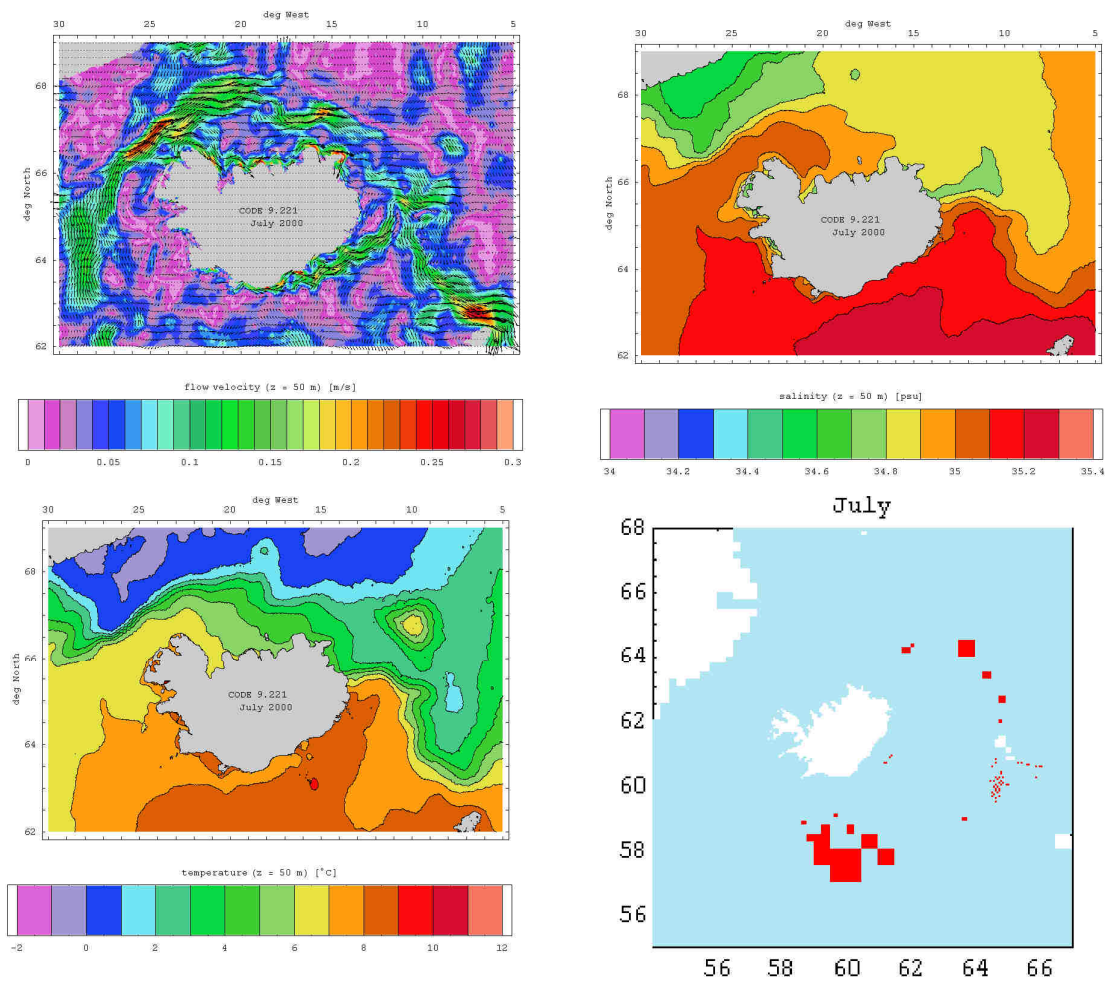 deg West
30 25 20 15 10 5
68
66
64
62
deg North
CODE 9.221
July 2000
flow velocity (z = 50 m) [m/s]
0 0.05 0.1 0.15 0.2 0.25 0.3
deg West
30 25 20 15 10 5
68
66
64
62
deg North
CODE 9.221
July 2000
salinity (z = 50 m) [psu]
34 34.2 34.4 34.6 34.8 35 35.2 35.4
deg West
30 25 20 15 10 5
68
66
64
62
deg North
CODE 9.221
July 2000
temperature (z = 50 m) [°C]
-2 0 2 4 6 8 10 12
July
68
66
64
62
60
58
56
56 58 60 62 64 66